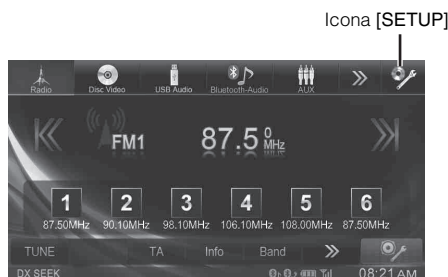 Icona [SETUP]
Radio
Disc Video
USB Audio
Bluetooth-Audio
AUX
FM1
87.50 MHz
1
2
3
4
5
6
87.50MHz
90.10MHz
98.10MHz
106.10MHz
108.00MHz
87.50MHz
TUNE
TA
Info
Band
DX SEEK
08:21 AM